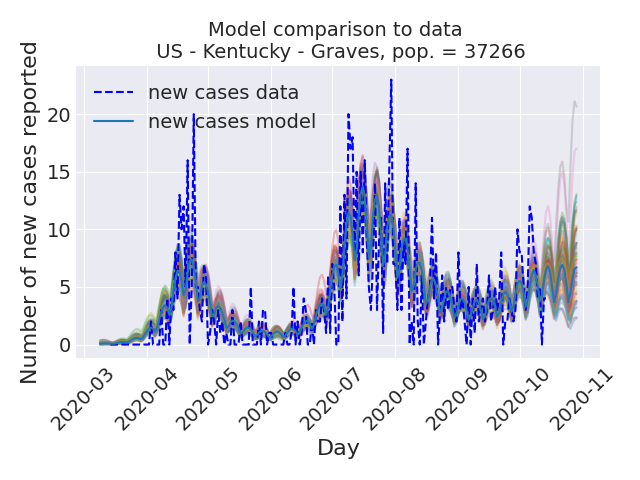 Model comparison to data
US - Kentucky - Graves, pop. = 37266
Number of new cases reported
new cases data
new cases model
20
15
10
5
0
2020-03
2020-04
2020-05
2020-06
2020-07
2020-08
2020-09
2020-10
2020-11
Day